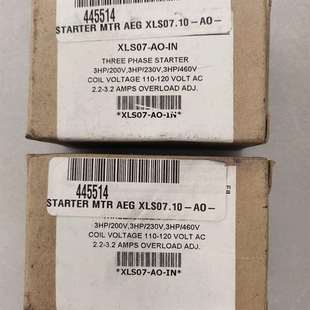 445514
STARTER MTR AEG XLS07.10-AO-
XLS07-AO-IN
THREE PHASE STARTER
3HP/200V,3HP/230V,3HP/460V
COIL VOLTAGE 110-120 VOLT AC
2.2-3.2 AMPS OVERLOAD ADJ.
*XLS07-AO-IN*
445514
STARTER MTR AEG XLS07.10-AO-
3HP/200V,3HP/230V,3HP/460V
COIL VOLTAGE 110-120 VOLT AC
2.2-3.2 AMPS OVERLOAD ADJ.
*XLS07-AO-IN*